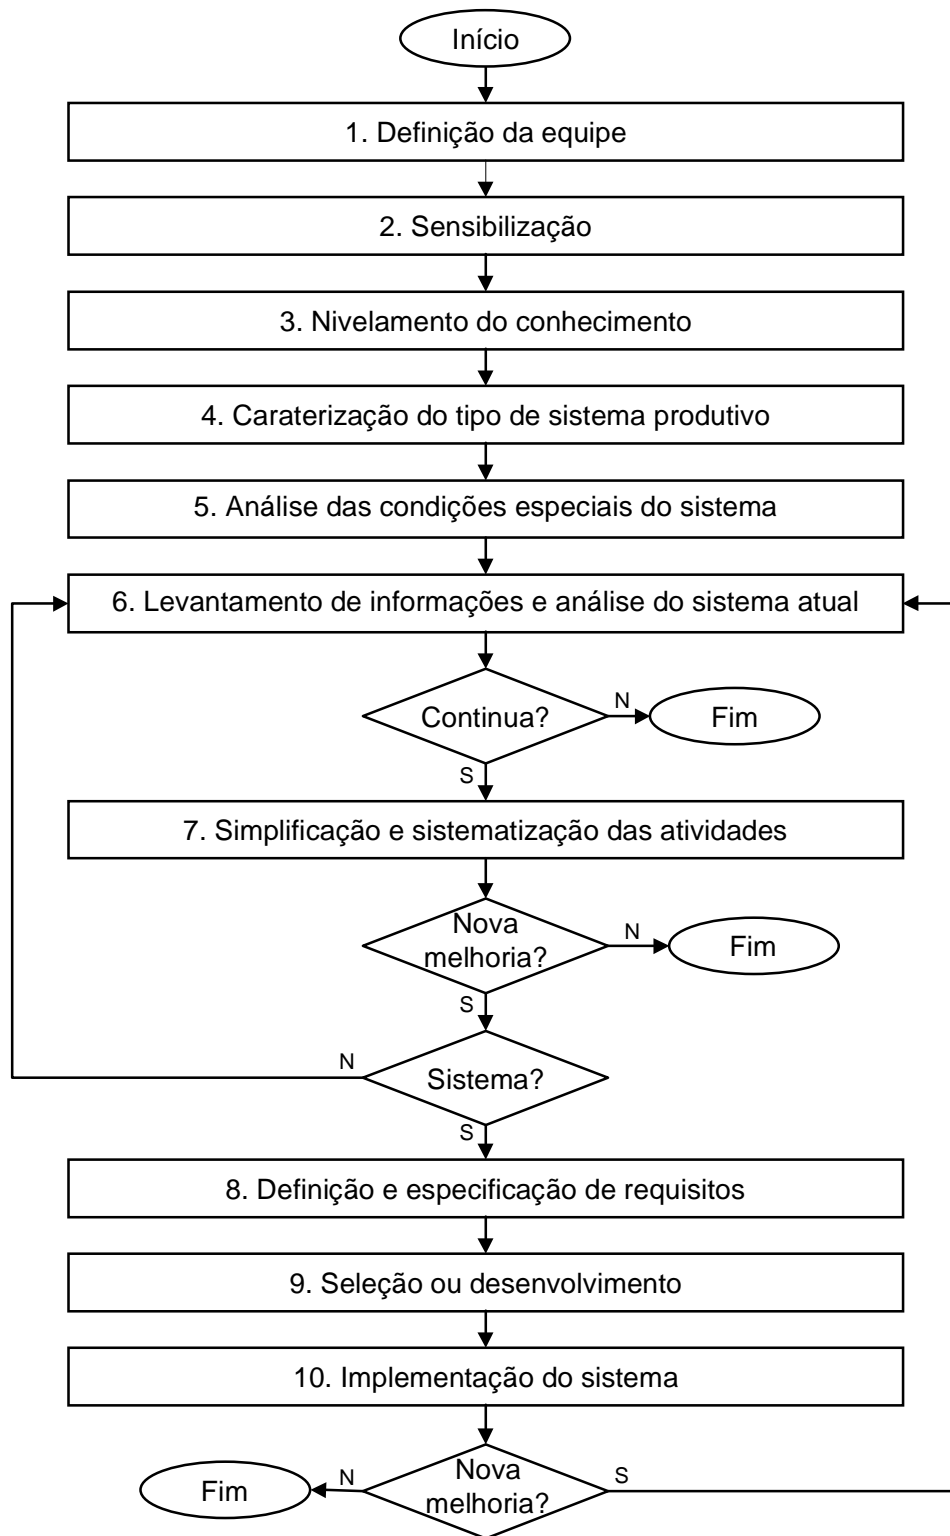 Início
1. Definição da equipe
2. Sensibilização
3. Nivelamento do conhecimento
4. Caraterização do tipo de sistema produtivo
5. Análise das condições especiais do sistema
6. Levantamento de informações e análise do sistema atual
Continua?
N
Fim
S
7. Simplificação e sistematização das atividades
Nova
melhoria?
N
Fim
S
Sistema?
N
S
8. Definição e especificação de requisitos
9. Seleção ou desenvolvimento
10. Implementação do sistema
Nova
melhoria?
N
Fim
S